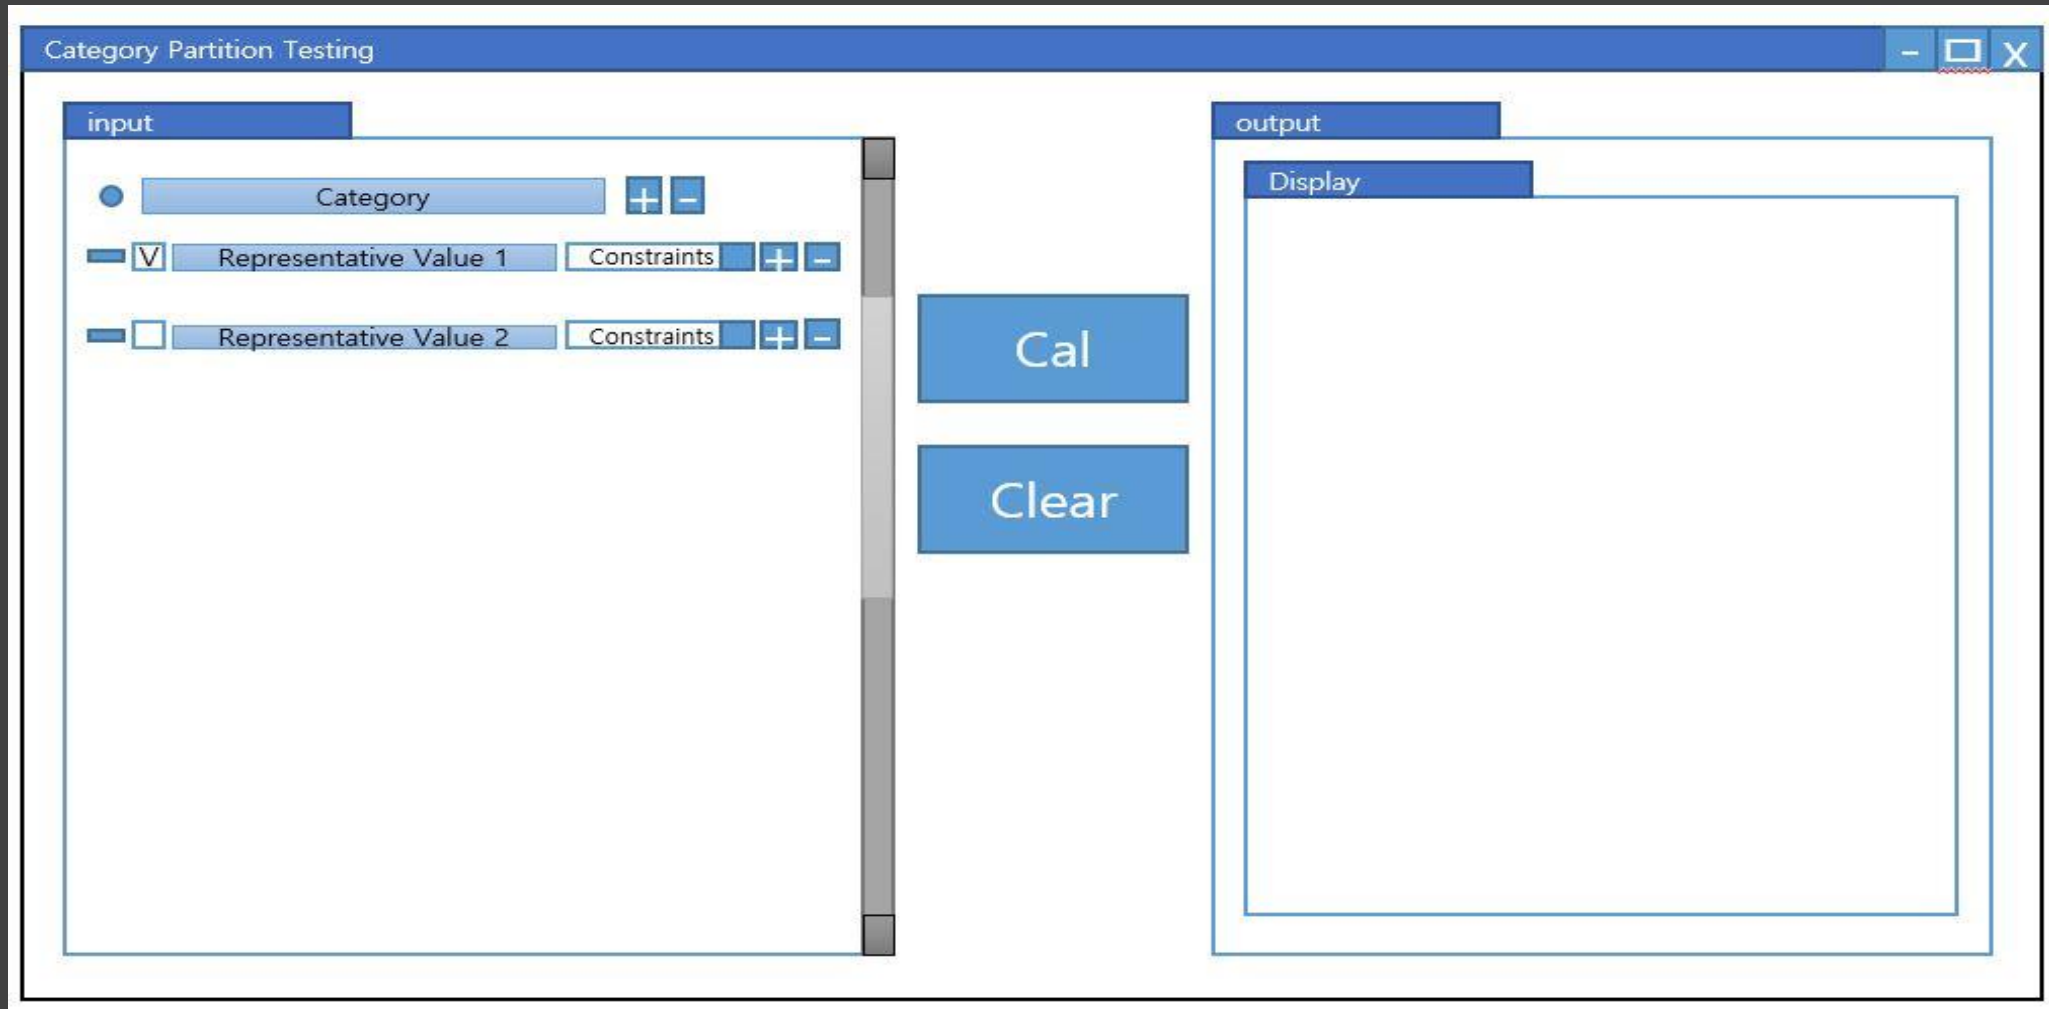 Category Partition Testing
- X
input
Category + -
V Representative Value 1 Constraints + -
Representative Value 2 Constraints + -
Cal
Clear
output
Display